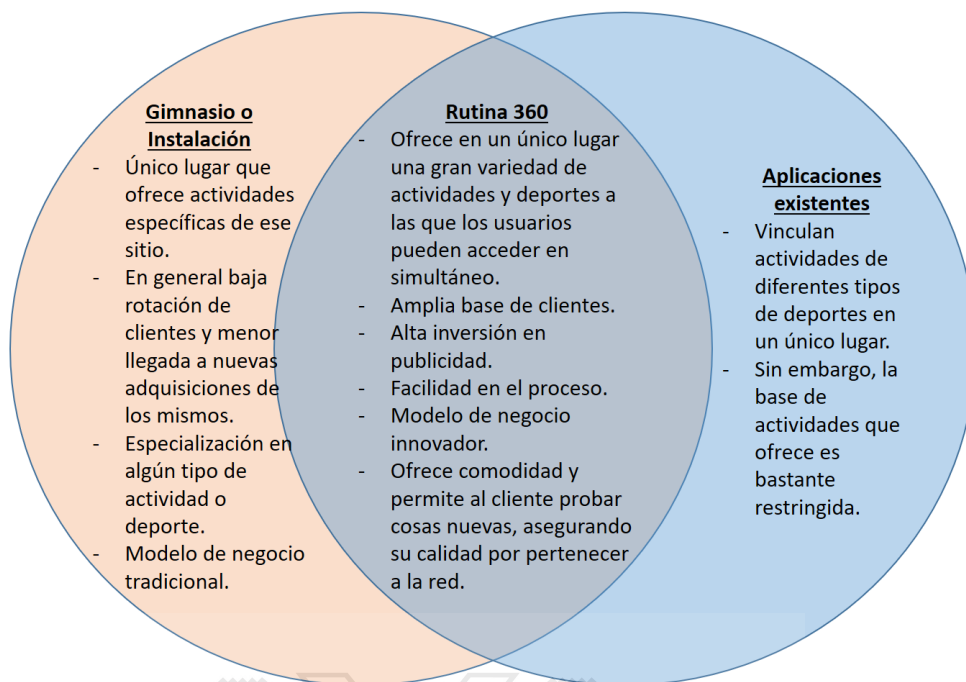 Gimnasio o
Instalación
- Único lugar que
ofrece actividades
específicas de ese
sitio.
- En general baja
rotación de
clientes y menor
llegada a nuevas
adquisiciones de
los mismos.
- Especialización en
algún tipo de
actividad o
deporte.
- Modelo de negocio
tradicional.
Rutina 360
- Ofrece en un único lugar
una gran variedad de
actividades y deportes a
las que los usuarios
pueden acceder en
simultáneo.
- Amplia base de clientes.
- Alta inversión en
publicidad.
- Facilidad en el proceso.
- Modelo de negocio
innovador.
- Ofrece comodidad y
permite al cliente probar
cosas nuevas, asegurando
su calidad por pertenecer
a la red.
Aplicaciones
existentes
- Vinculan
actividades de
diferentes tipos
de deportes en
un único lugar.
- Sin embargo, la
base de
actividades que
ofrece es
bastante
restringida.